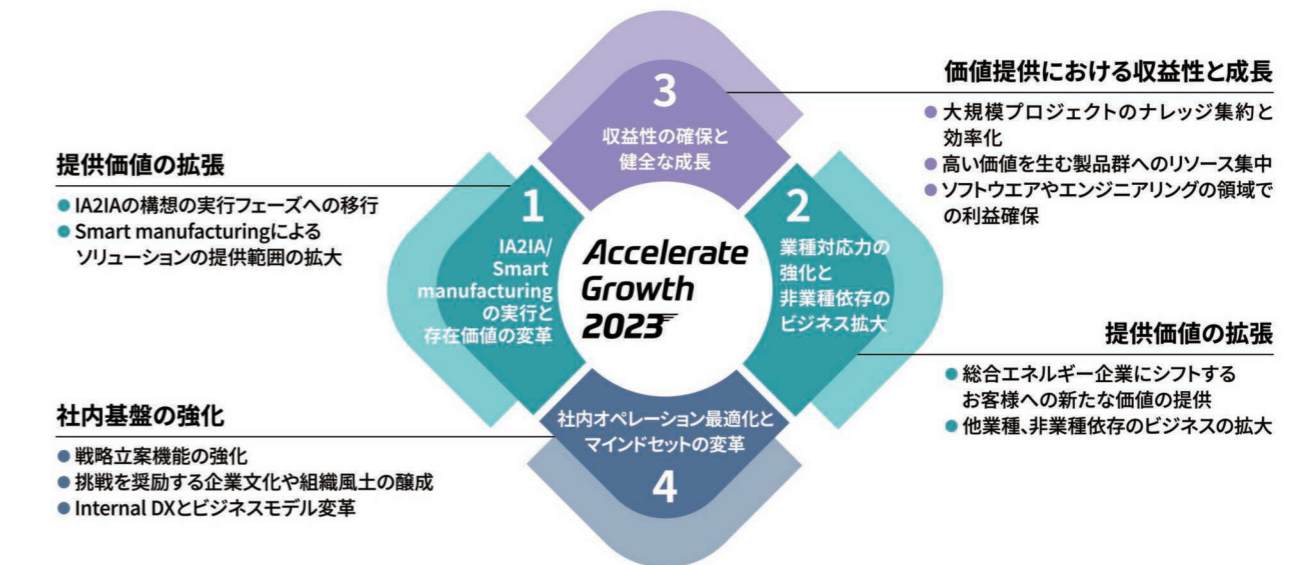 3
収益性の確保と
健全な成長
価値提供における収益性と成長
大規模プロジェクトのナレッジ集約と
効率化
高い価値を生む製品群へのリソース集中
ソフトウエアやエンジニアリングの領域で
の利益確保
提供価値の拡張
IA2IAの構想の実行フェーズへの移行
Smart manufacturingによる
ソリューションの提供範囲の拡大
1
IA2IA/
Smart
manufacturing
の実行と
存在価値の変革
Accelerate
Growth
2023
2
業種対応力の
強化と
非業種依存の
ビジネス拡大
提供価値の拡張
総合エネルギー企業にシフトする
お客様への新たな価値の提供
他業種、非業種依存のビジネスの拡大
社内基盤の強化
戦略立案機能の強化
挑戦を奨励する企業文化や組織風土の醸成
Internal DXとビジネスモデル変革
社内オペレーション最適化と
マインドセットの変革
4